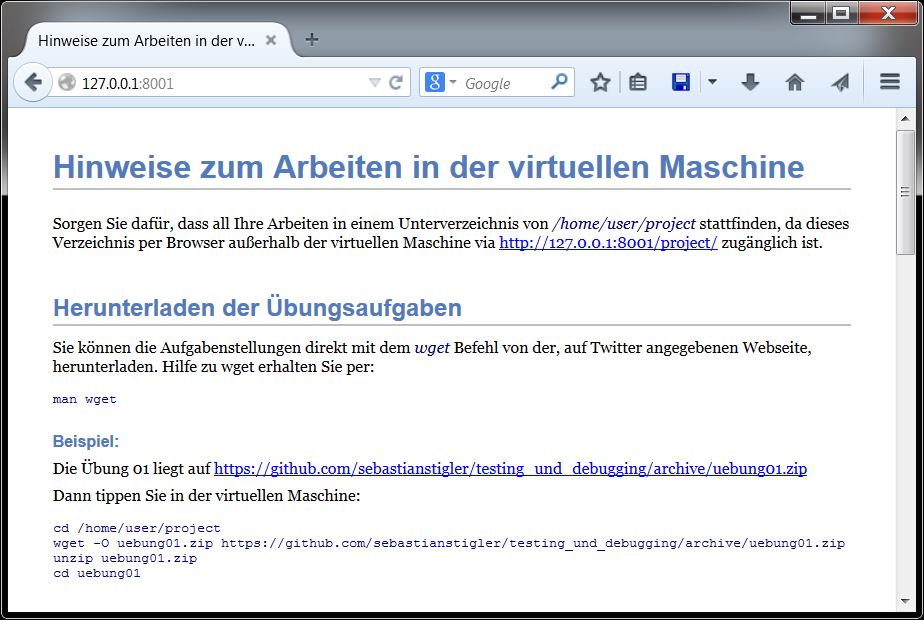 Hinweise zum Arbeiten in der v...
127.0.0.1:8001
Google
Hinweise zum Arbeiten in der virtuellen Maschine
Sorgen Sie dafür, dass all Ihre Arbeiten in einem Unterverzeichnis von /home/user/project stattfinden, da dieses
Verzeichnis per Browser außerhalb der virtuellen Maschine via http://127.0.0.1:8001/project/ zugänglich ist.
Herunterladen der Übungsaufgaben
Sie können die Aufgabenstellungen direkt mit dem wget Befehl von der, auf Twitter angegebenen Webseite,
herunterladen. Hilfe zu wget erhalten Sie per:
man wget
Beispiel:
Die Übung 01 liegt auf https://github.com/sebastianstigler/testing_und_debugging/archive/uebung01.zip
Dann tippen Sie in der virtuellen Maschine:
cd /home/user/project
wget -O uebung01.zip https://github.com/sebastianstigler/testing_und_debugging/archive/uebung01.zip
unzip uebung01.zip
cd uebung01